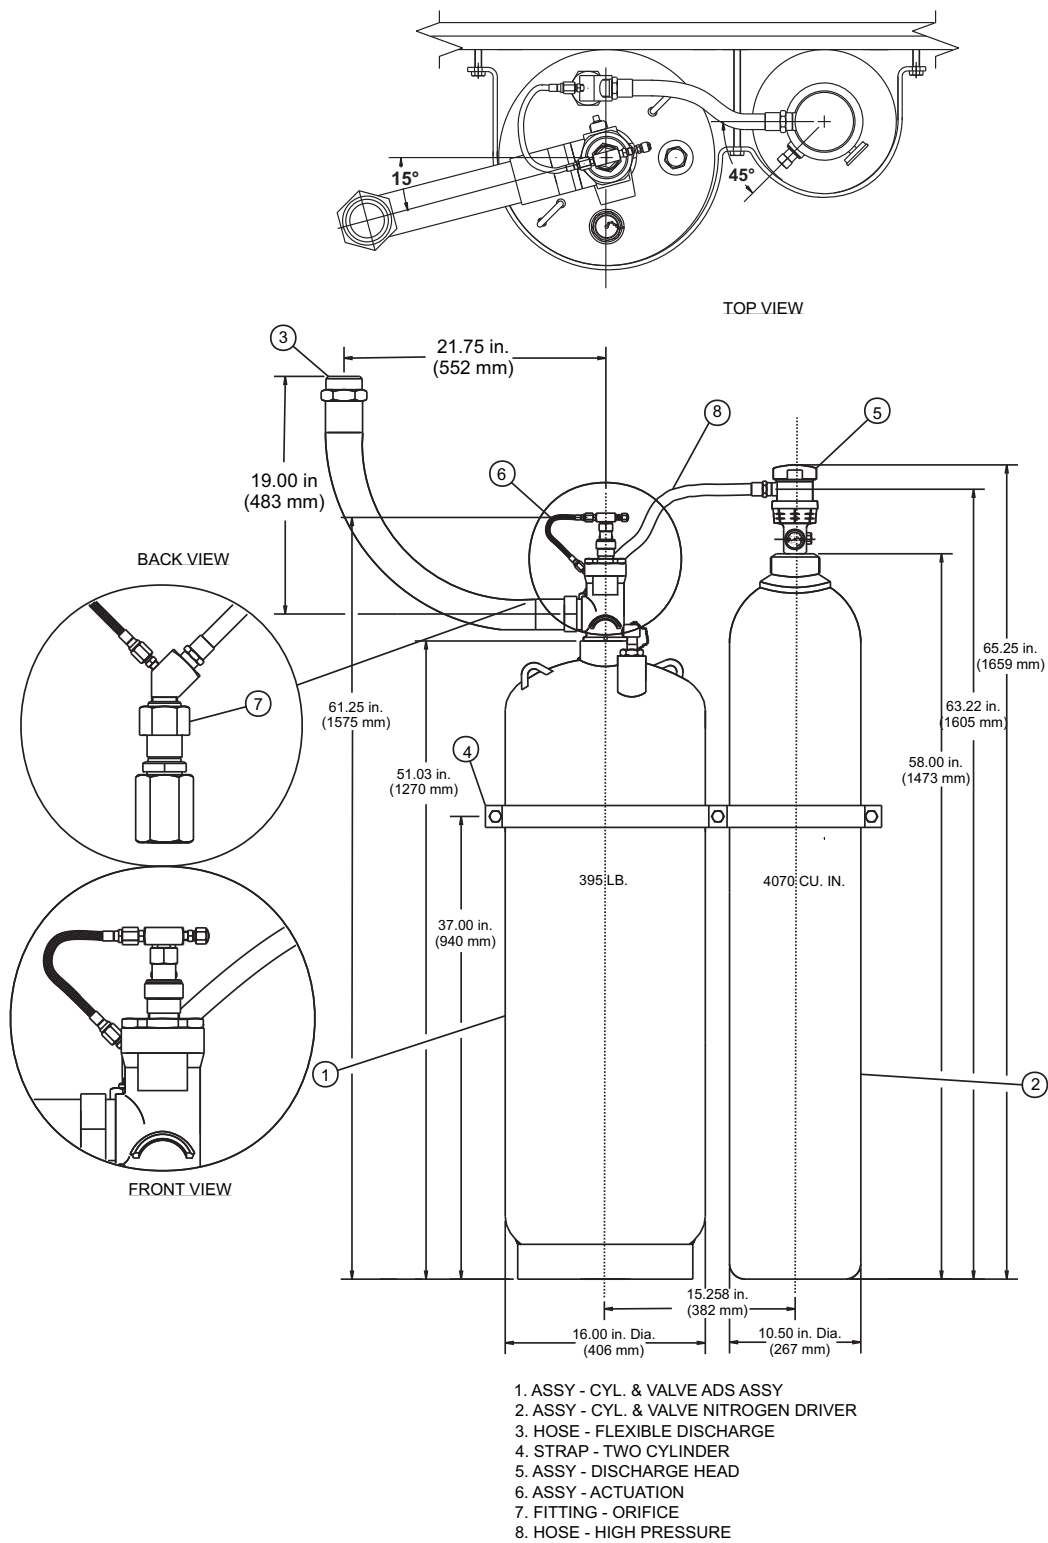 15°
45°
TOP VIEW
3
21.75 in.
(552 mm)
8
5
19.00 in
(483 mm)
6
BACK VIEW
65.25 in.
(1659 mm)
7
61.25 in.
(1575 mm)
63.22 in.
(1605 mm)
4
51.03 in.
(1270 mm)
58.00 in.
(1473 mm)
395 LB.
4070 CU. IN.
37.00 in.
(940 mm)
1
2
FRONT VIEW
15.258 in.
(382 mm)
16.00 in. Dia.
(406 mm)
10.50 in. Dia.
(267 mm)
1. ASSY - CYL. & VALVE ADS ASSY
2. ASSY - CYL. & VALVE NITROGEN DRIVER
3. HOSE - FLEXIBLE DISCHARGE
4. STRAP - TWO CYLINDER
5. ASSY - DISCHARGE HEAD
6. ASSY - ACTUATION
7. FITTING - ORIFICE
8. HOSE - HIGH PRESSURE